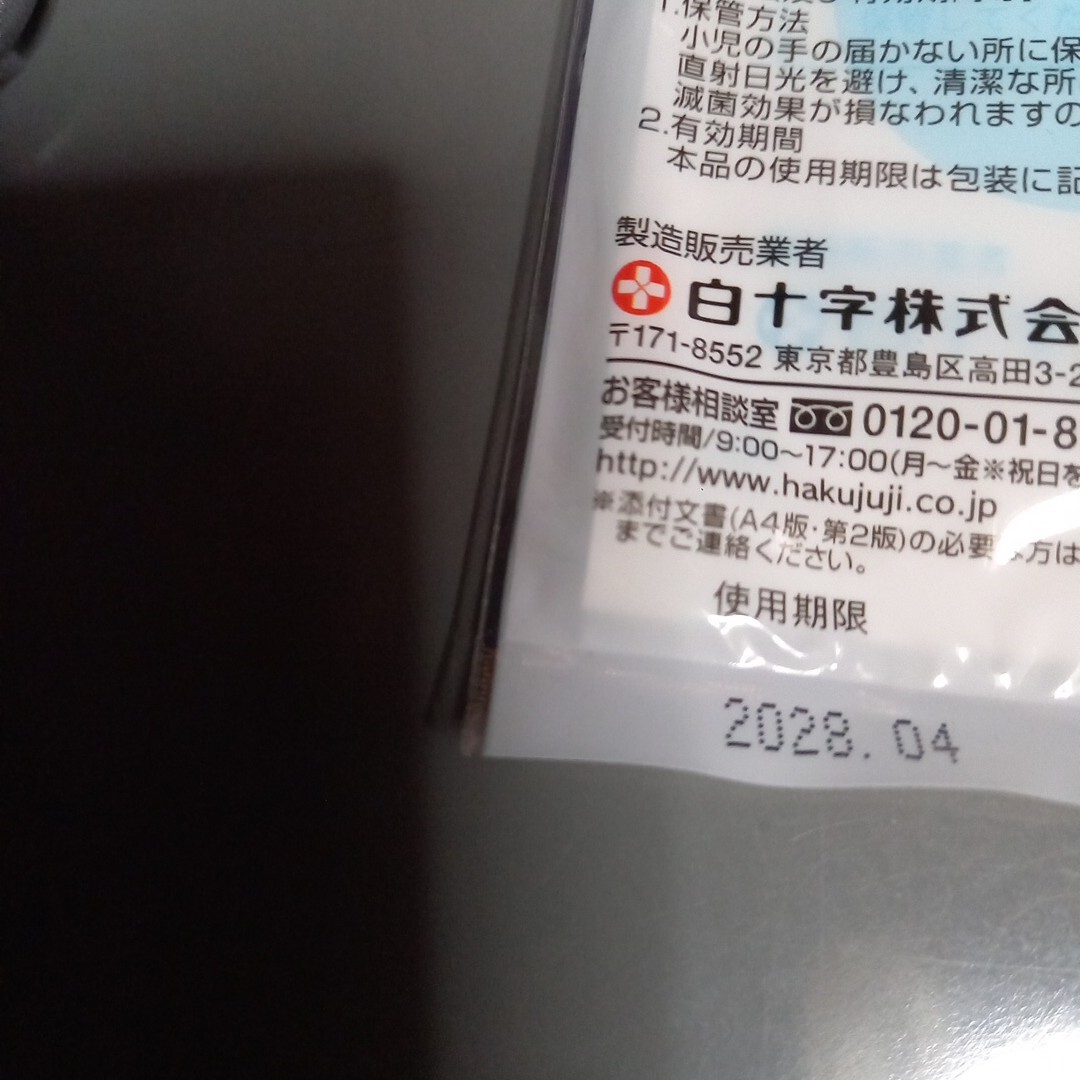 1.保管方法
小児の手の届かない所に保
直射日光を避け、清潔な所
滅菌効果が損なわれますの
2.有効期間
本品の使用期限は包装に記
製造販売業者
白十字株式会
〒171-8552 東京都豊島区高田3-2
お客様相談室 0120-01-8
受付時間/9:00〜17:00(月〜金※祝日を
http://www.hakujuji.co.jp
※添付文書(A4版・第2版)の必要な方は
までご連絡ください。
使用期限
2028.04